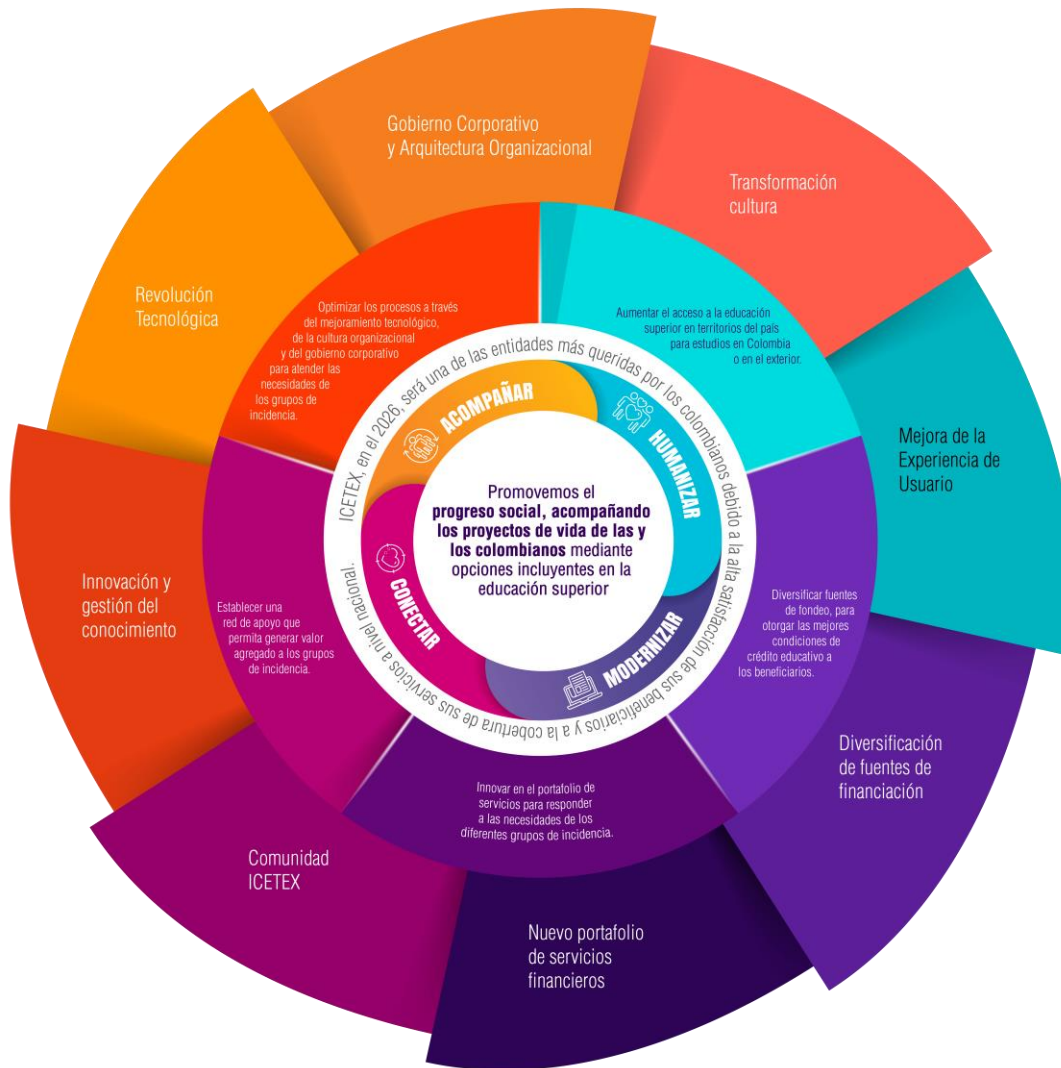 Gobierno Corporativo
y Arquitectura Organizacional
Transformación
cultura
Mejora de la
Experiencia de
Usuario
Diversificación
de fuentes de
financiación
Nuevo portafolio
de servicios
financieros
Comunidad
ICETEX
Innovación y
gestión del
conocimiento
Revolución
Tecnológica
Optimizar los procesos a través
del mejoramiento tecnológico,
de la cultura organizacional
y del gobierno corporativo
para atender las
necesidades de
los grupos de
incidencia.
Aumentar el acceso a la educación
superior en territorios del país
para estudios en Colombia
o en el exterior.
Diversificar fuentes
de fondeo, para
otorgar las mejores
condiciones de
crédito educativo a
los beneficiarios.
Innovar en el portafolio de
servicios para responder
a las necesidades de los
diferentes grupos de incidencia.
Establecer una
red de apoyo que
permita generar valor
agregado a los grupos
de incidencia.
ICETEX, en el 2026, será una de las entidades más queridas por los colombianos debido a la alta satisfacción de sus beneficiarios y a la cobertura de sus servicios a nivel nacional.
ACOMPAÑAR
HUMANIZAR
MODERNIZAR
CONECTAR
Promovemos el
progreso social, acompañando
los proyectos de vida de las y
los colombianos mediante
opciones incluyentes en la
educación superior